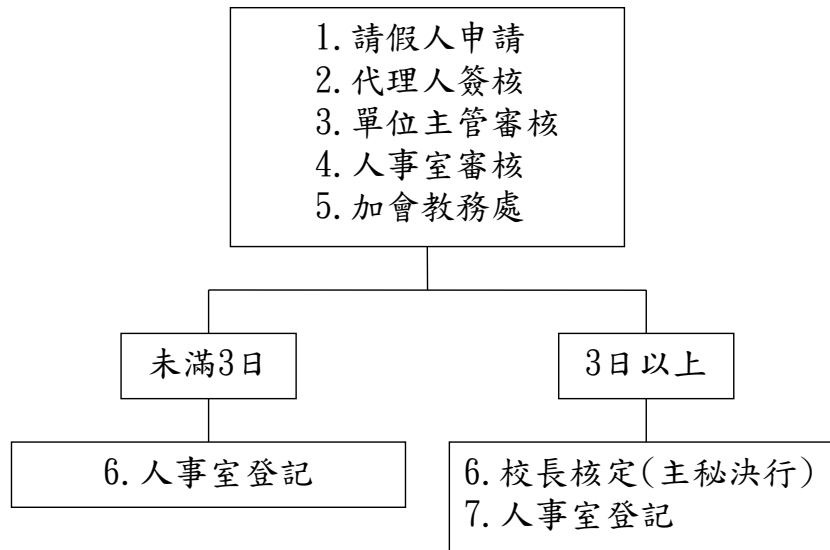 1.請假人申請
2.代理人簽核
3.單位主管審核
4.人事室審核
5.加會教務處
未滿3日
3日以上
6.人事室登記
6.校長核定(主秘決行)
7.人事室登記